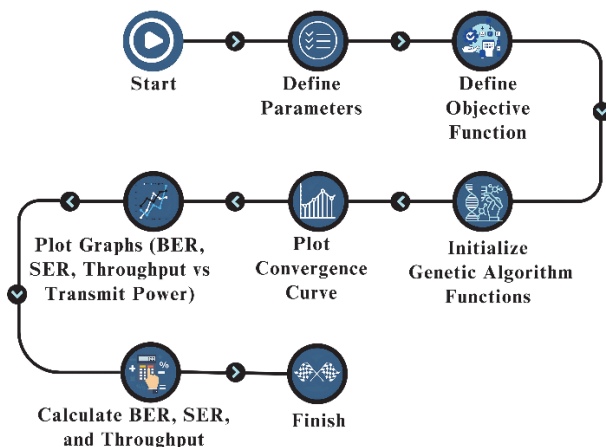 Start
Define
Parameters
Define
Objective
Function
Initialize
Genetic Algorithm
Functions
Plot
Convergence
Curve
Plot Graphs (BER,
SER, Throughput vs
Transmit Power)
Calculate BER, SER,
and Throughput
Finish